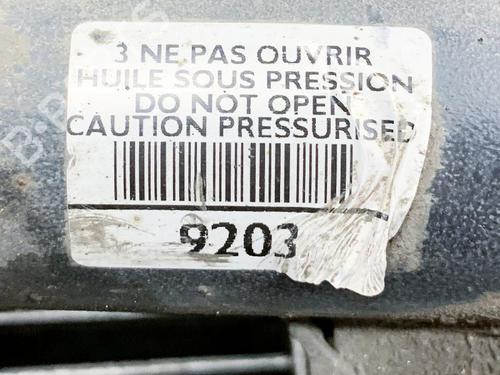 3 NE PAS OUVRIR
HUILE SOUS PRESSION
DO NOT OPEN
CAUTION PRESSURISED
9203